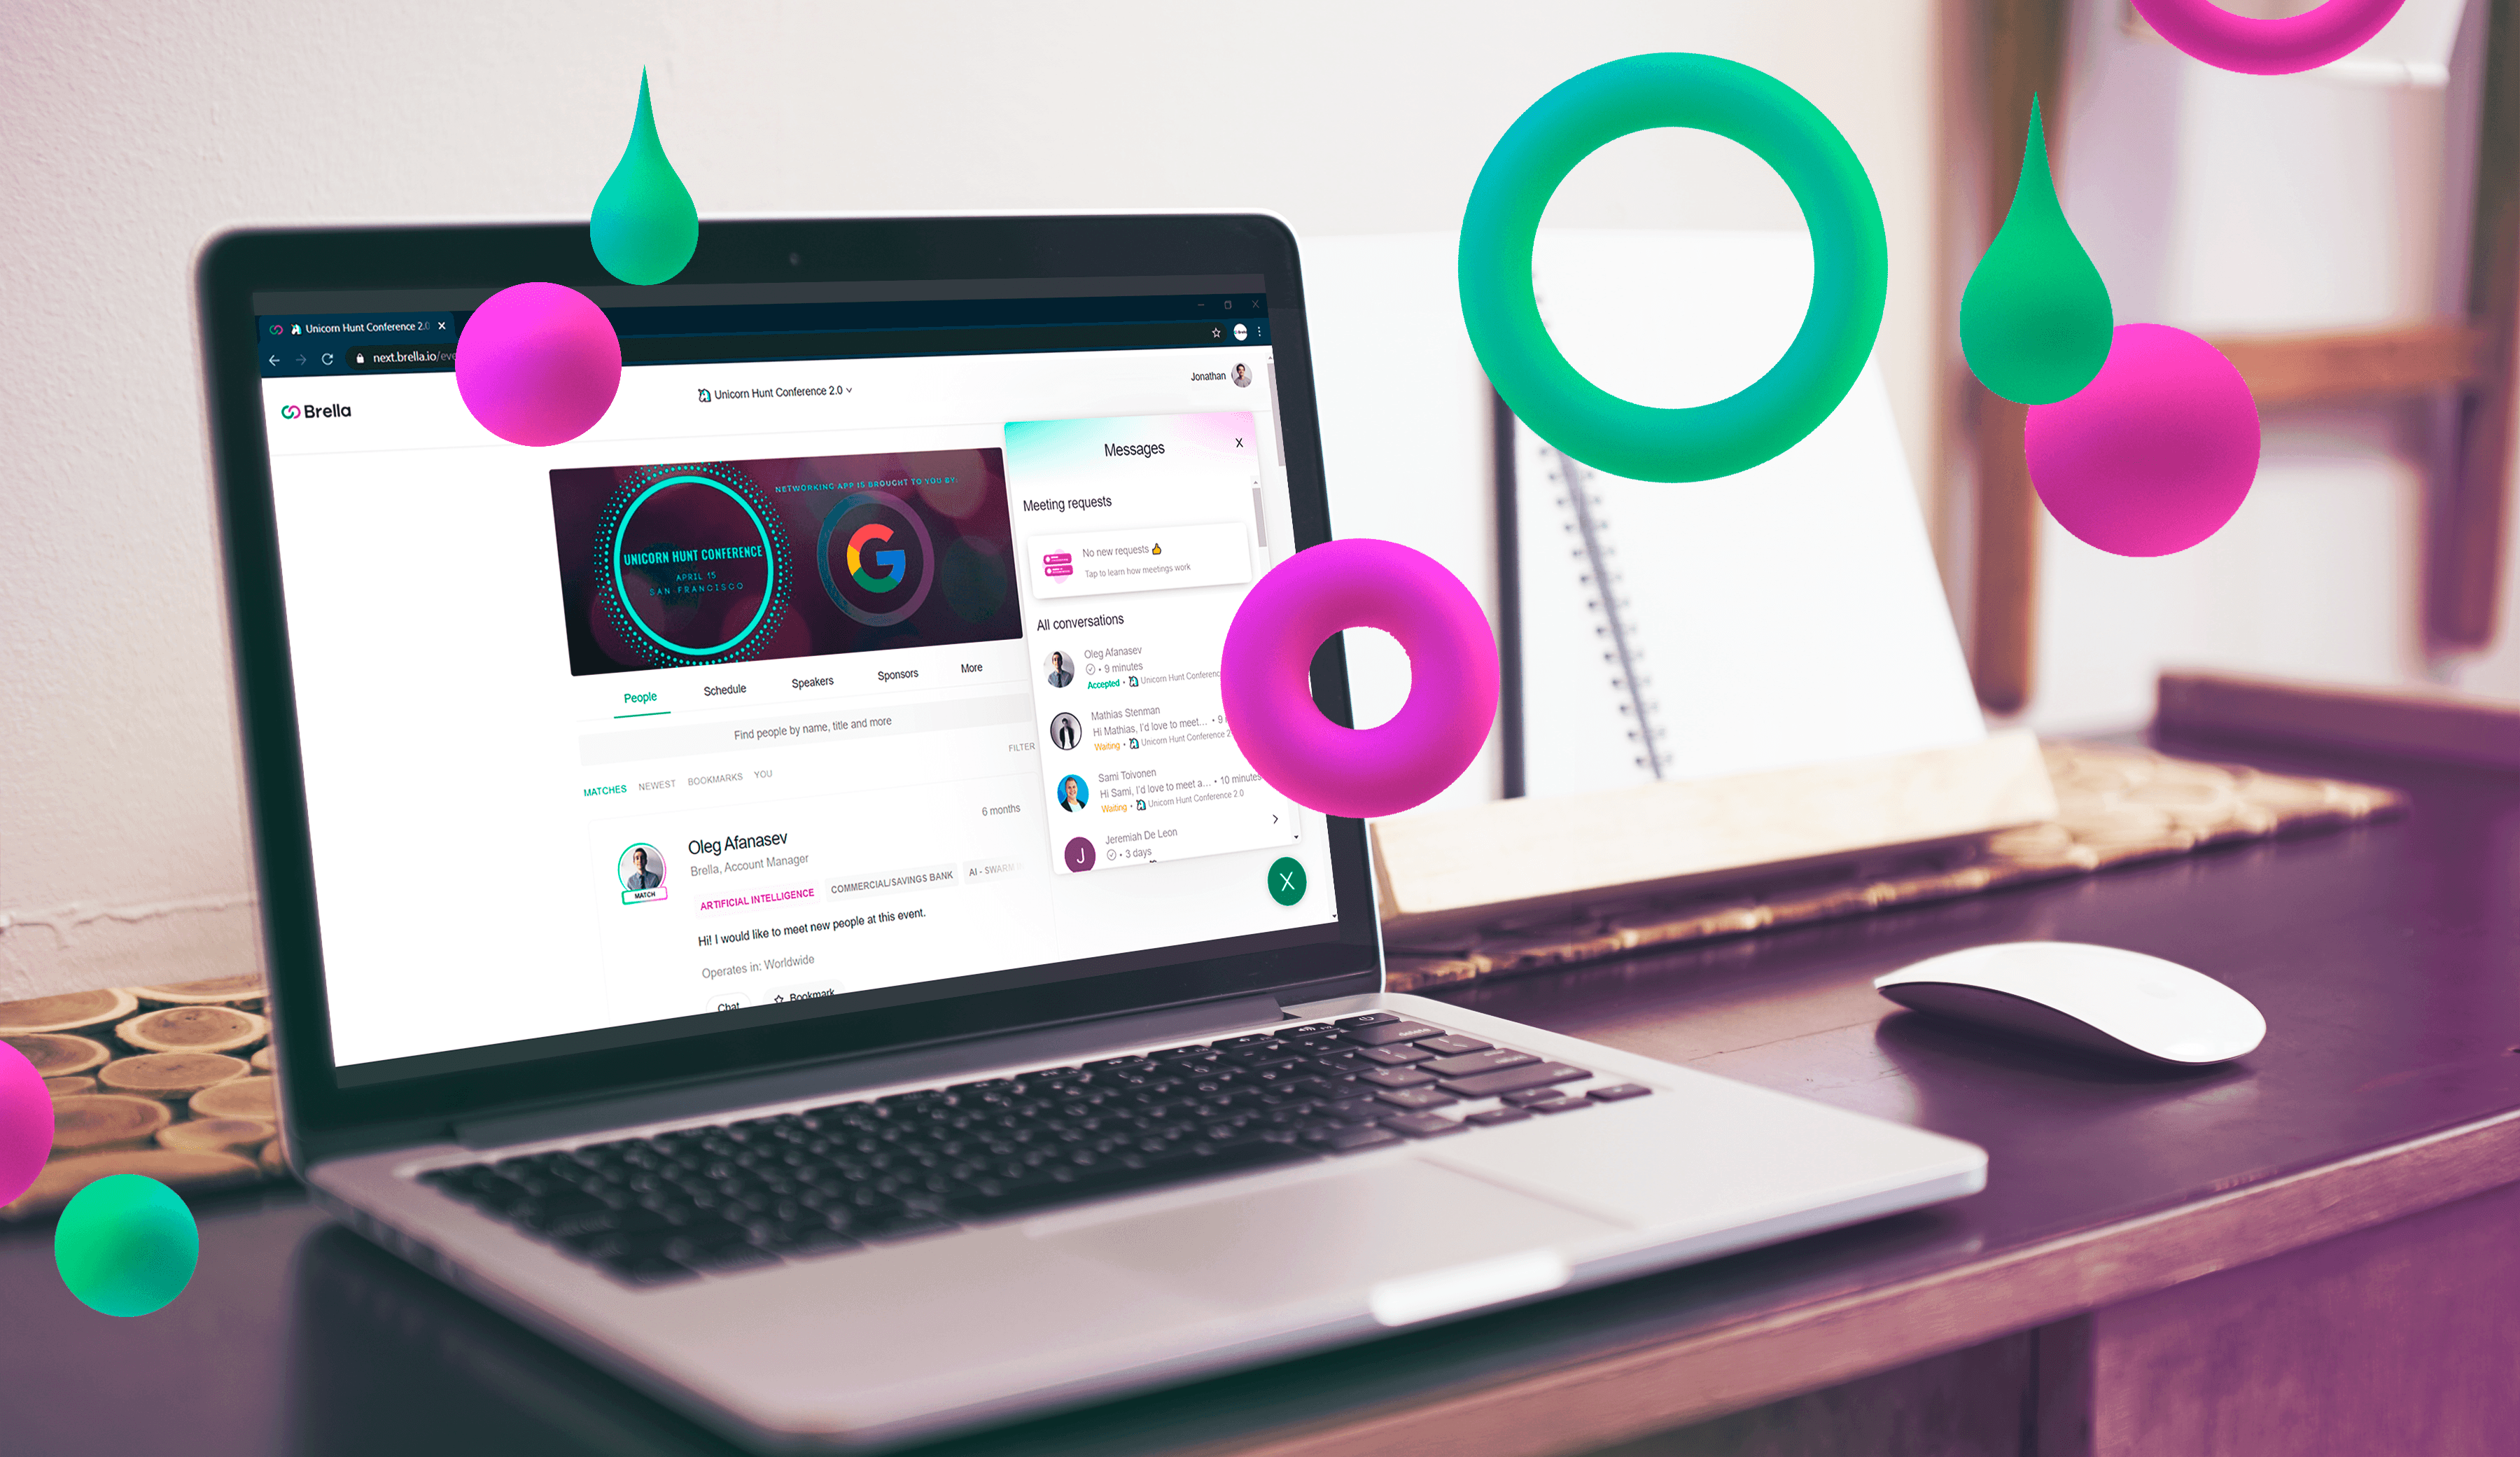 Unicorn Hunt Conference 2.0
next.brella.io/eve
Brella
Unicorn Hunt Conference 2.0
Jonathan
NETWORKING APP IS BROUGHT TO YOU BY:
UNICORN HUNT CONFERENCE
APRIL 15
SAN FRANCISCO
G
People
Schedule
Speakers
Sponsors
More
Find people by name, title and more
FILTER
MATCHES
NEWEST
BOOKMARKS
YOU
6 months
Oleg Afanasev
Brella, Account Manager
MATCH
ARTIFICIAL INTELLIGENCE
COMMERCIAL/SAVINGS BANK
AI - SWARM
Hi! I would like to meet new people at this event.
Operates in: Worldwide
Chat
Bookmark
Messages
X
Meeting requests
No new requests 👍
Tap to learn how meetings work
All conversations
Oleg Afanasev
• 9 minutes
Accepted • Unicorn Hunt Conferenc
Mathias Stenman
Hi Mathias, I'd love to meet... • 9
Waiting • Unicorn Hunt Conference 2
Sami Toivonen
Hi Sami, I'd love to meet a... • 10 minutes
Waiting • Unicorn Hunt Conference 2.0
J
Jeremiah De Leon
• 3 days
X